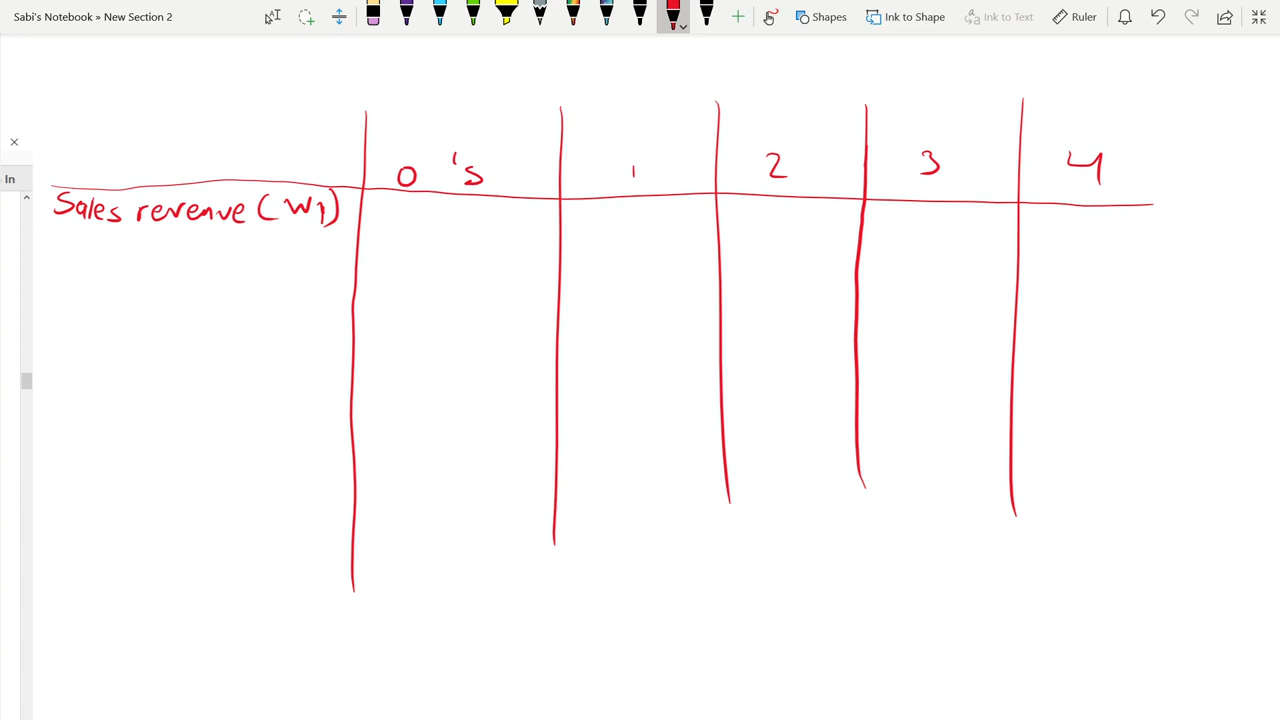 Sabi's Notebook » New Section 2
Shapes
Ink to Shape
Ink to Text
Ruler
In
0 's 1 2 3 4
Sales revenue (W1)